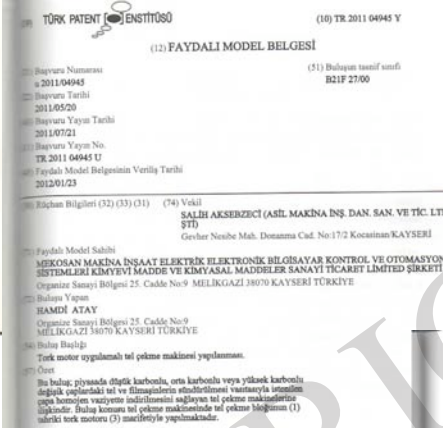 TÜRK PATENT ENSTİTÜSÜ
(10) TR 2011 04945 Y
(12) FAYDALI MODEL BELGESİ
Başvuru Numarası
u 2011/04945
(51) Buluşun tasnif sınıfı
B21F 27/00
Başvuru Tarihi
2011/05/20
Başvuru Yayın Tarihi
2011/07/21
Başvuru Yayın No.
TR 2011 04945 U
Faydalı Model Belgesinin Veriliş Tarihi
2012/01/23
Rüçhan Bilgileri (32) (33) (31)
(74) Vekil
SALİH AKSEBZECİ (ASİL MAKİNA İNŞ. DAN. SAN. VE TİC. LT
ŞTİ)
Gevher Nesibe Mah. Donanma Cad. No:17/2 Kocasinan/KAYSERİ
Faydalı Model Sahibi
MEKOSAN MAKİNA İNŞAAT ELEKTRİK ELEKTRONİK BİLGİSAYAR KONTROL VE OTOMASYON
SİSTEMLERİ KİMYEVİ MADDE VE KİMYASAL MADDELER SANAYİ TİCARET LİMİTED ŞİRKETİ
Organize Sanayi Bölgesi 25. Cadde No:9 MELİKGAZİ 38070 KAYSERİ TÜRKİYE
Buluşu Yapan
HAMDİ ATAY
Organize Sanayi Bölgesi 25. Cadde No:9
MELİKGAZİ 38070 KAYSERİ TÜRKİYE
Buluş Başlığı
Tork motor uygulamalı tel çekme makinesi yapılanması.
Özet
Bu buluş; piyasada düşük karbonlu, orta karbonlu veya yüksek karbonlu
değişik çaplardaki tel ve filmaşinlerin sündürülmesi vasıtasıyla istenilen
çapa homojen vaziyette indirilmesini sağlayan tel çekme makinelerine
ilişkindir. Buluş konusu tel çekme makinesinde tel çekme bloğunun (1)
tahriki tork motoru (3) marifetiyle yapılmaktadır.